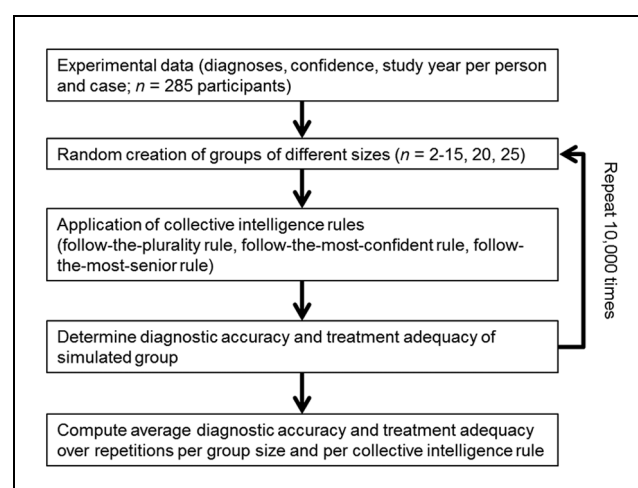 Experimental data (diagnoses, confidence, study year per person
and case; n = 285 participants)
Random creation of groups of different sizes (n = 2-15, 20, 25)
Application of collective intelligence rules
(follow-the-plurality rule, follow-the-most-confident rule, follow-
the-most-senior rule)
Determine diagnostic accuracy and treatment adequacy of
simulated group
Compute average diagnostic accuracy and treatment adequacy
over repetitions per group size and per collective intelligence rule
Repeat 10,000 times